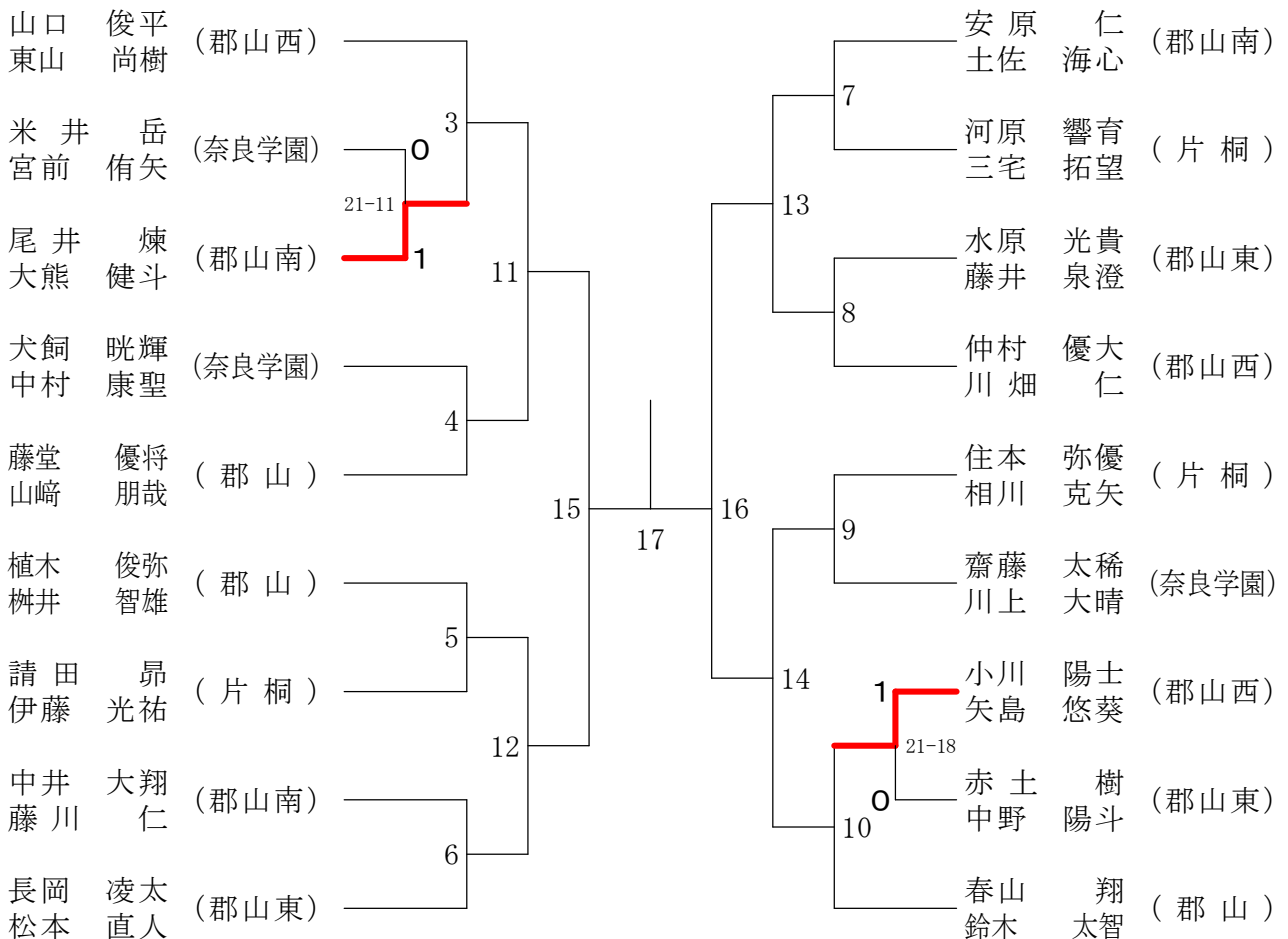 山口 俊平
東山 尚樹
(郡山西)
米井 岳
宮前 侑矢
(奈良学園)
尾井 煉
大熊 健斗
(郡山南)
犬飼 晄輝
中村 康聖
(奈良学園)
藤堂 優将
山﨑 朋哉
(郡山)
植木 俊弥
桝井 智雄
(郡山)
請田 昴
伊藤 光祐
(片桐)
中井 大翔
藤川 仁
(郡山南)
長岡 凌太
松本 直人
(郡山東)
3
0
21-11
1
11
4
15
5
12
6
17
16
7
13
8
9
14
1
21-18
0
10
安原 仁
土佐 海心
(郡山南)
河原 響育
三宅 拓望
(片桐)
水原 光貴
藤井 泉澄
(郡山東)
仲村 優大
川畑 仁
(郡山西)
住本 弥優
相川 克矢
(片桐)
齋藤 太稀
川上 大晴
(奈良学園)
小川 陽士
矢島 悠葵
(郡山西)
赤土 樹
中野 陽斗
(郡山東)
春山 翔
鈴木 太智
(郡山)